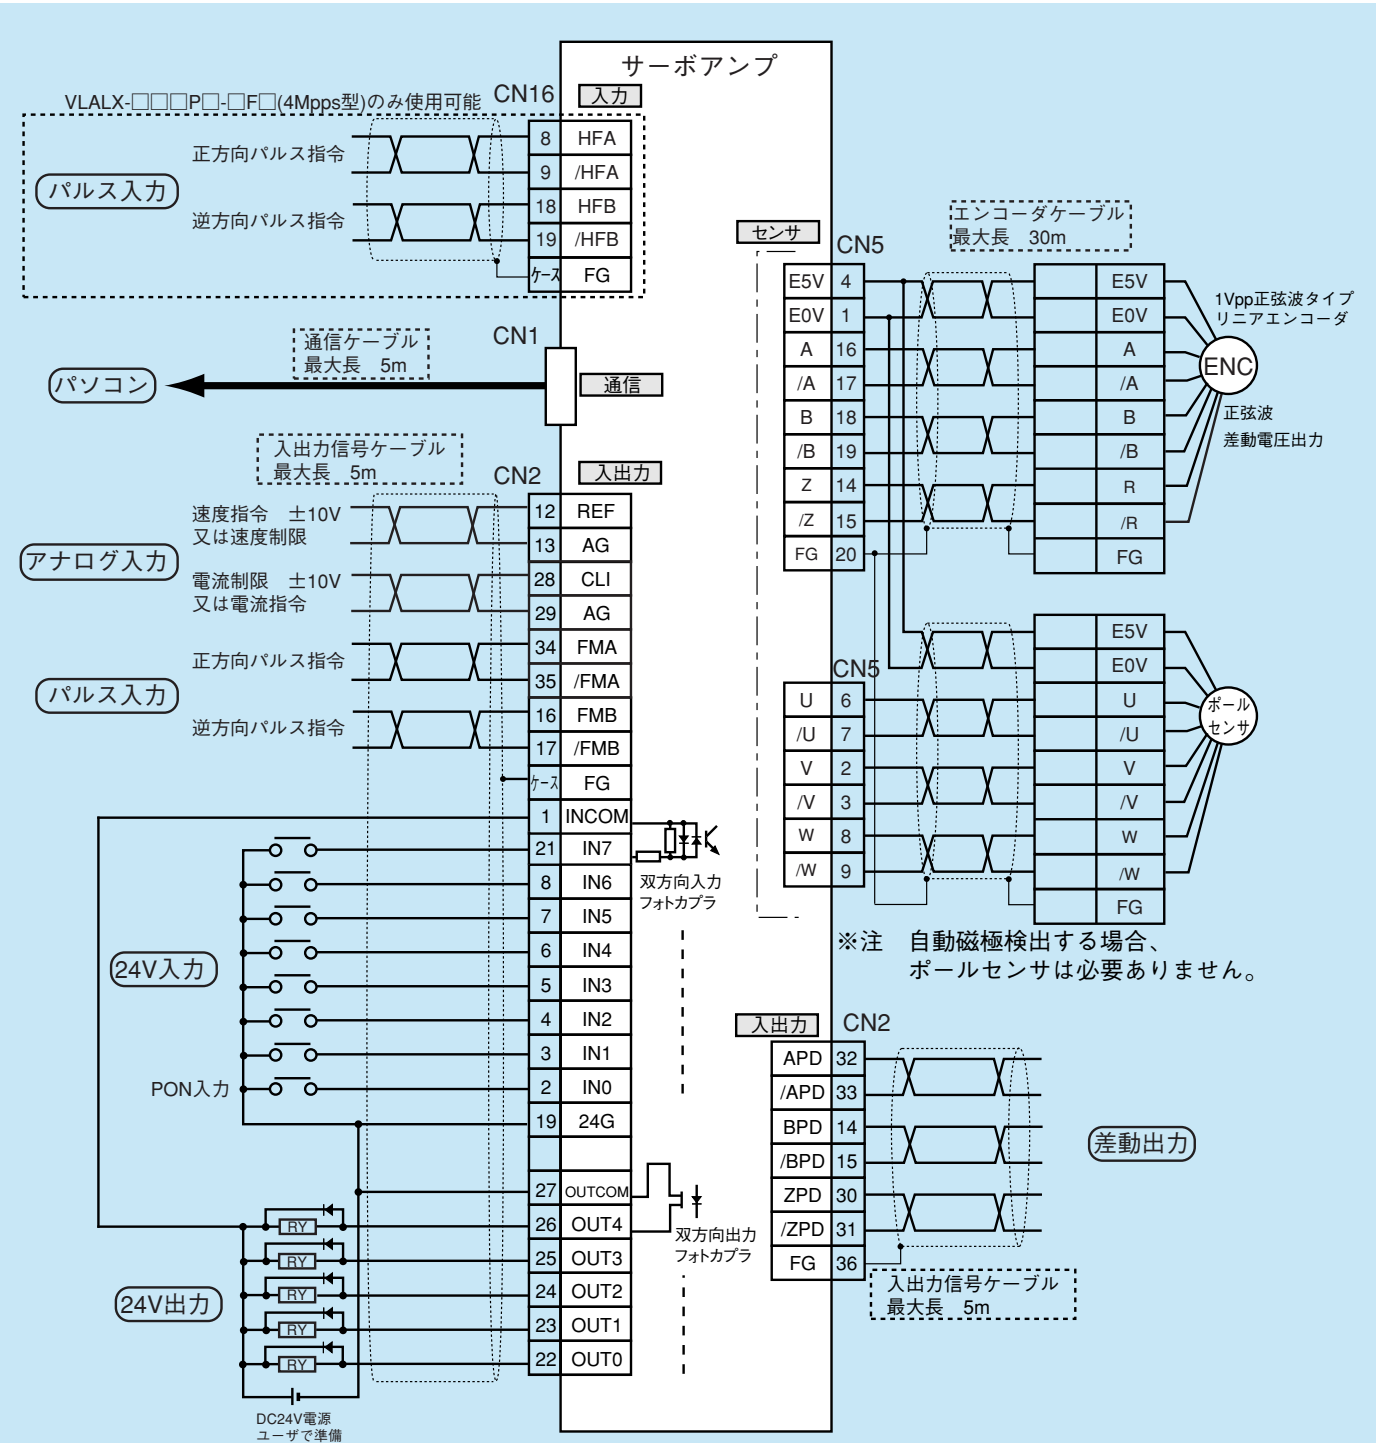 サーボアンプ
VLALX-□□□P□-□F□(4Mpps型)のみ使用可能
CN16
入力
パルス入力
正方向パルス指令
逆方向パルス指令
8 HFA
9 /HFA
18 HFB
19 /HFB
ケース FG
通信ケーブル
最大長 5m
CN1
パソコン
通信
入出力信号ケーブル
最大長 5m
CN2
入出力
アナログ入力
速度指令 ±10V
又は速度制限
電流制限 ±10V
又は電流指令
パルス入力
正方向パルス指令
逆方向パルス指令
12 REF
13 AG
28 CLI
29 AG
34 FMA
35 /FMA
16 FMB
17 /FMB
ケース FG
1 INCOM
21 IN7
8 IN6
7 IN5
6 IN4
5 IN3
4 IN2
3 IN1
2 IN0
19 24G
27 OUTCOM
26 OUT4
25 OUT3
24 OUT2
23 OUT1
22 OUT0
双方向入力
フォトカプラ
24V入力
PON入力
双方向出力
フォトカプラ
24V出力
RY
RY
RY
RY
RY
DC24V電源
ユーザで準備
センサ
CN5
エンコーダケーブル
最大長 30m
E5V 4
E0V 1
A 16
/A 17
B 18
/B 19
Z 14
/Z 15
FG 20
E5V
E0V
A
/A
B
/B
R
/R
FG
1Vpp正弦波タイプ
リニアエンコーダ
ENC
正弦波
差動電圧出力
CN5
U 6
/U 7
V 2
/V 3
W 8
/W 9
E5V
E0V
U
/U
V
/V
W
/W
FG
ポール
センサ
※注 自動磁極検出する場合、
ポールセンサは必要ありません。
入出力
CN2
APD 32
/APD 33
BPD 14
/BPD 15
ZPD 30
/ZPD 31
FG 36
差動出力
入出力信号ケーブル
最大長 5m